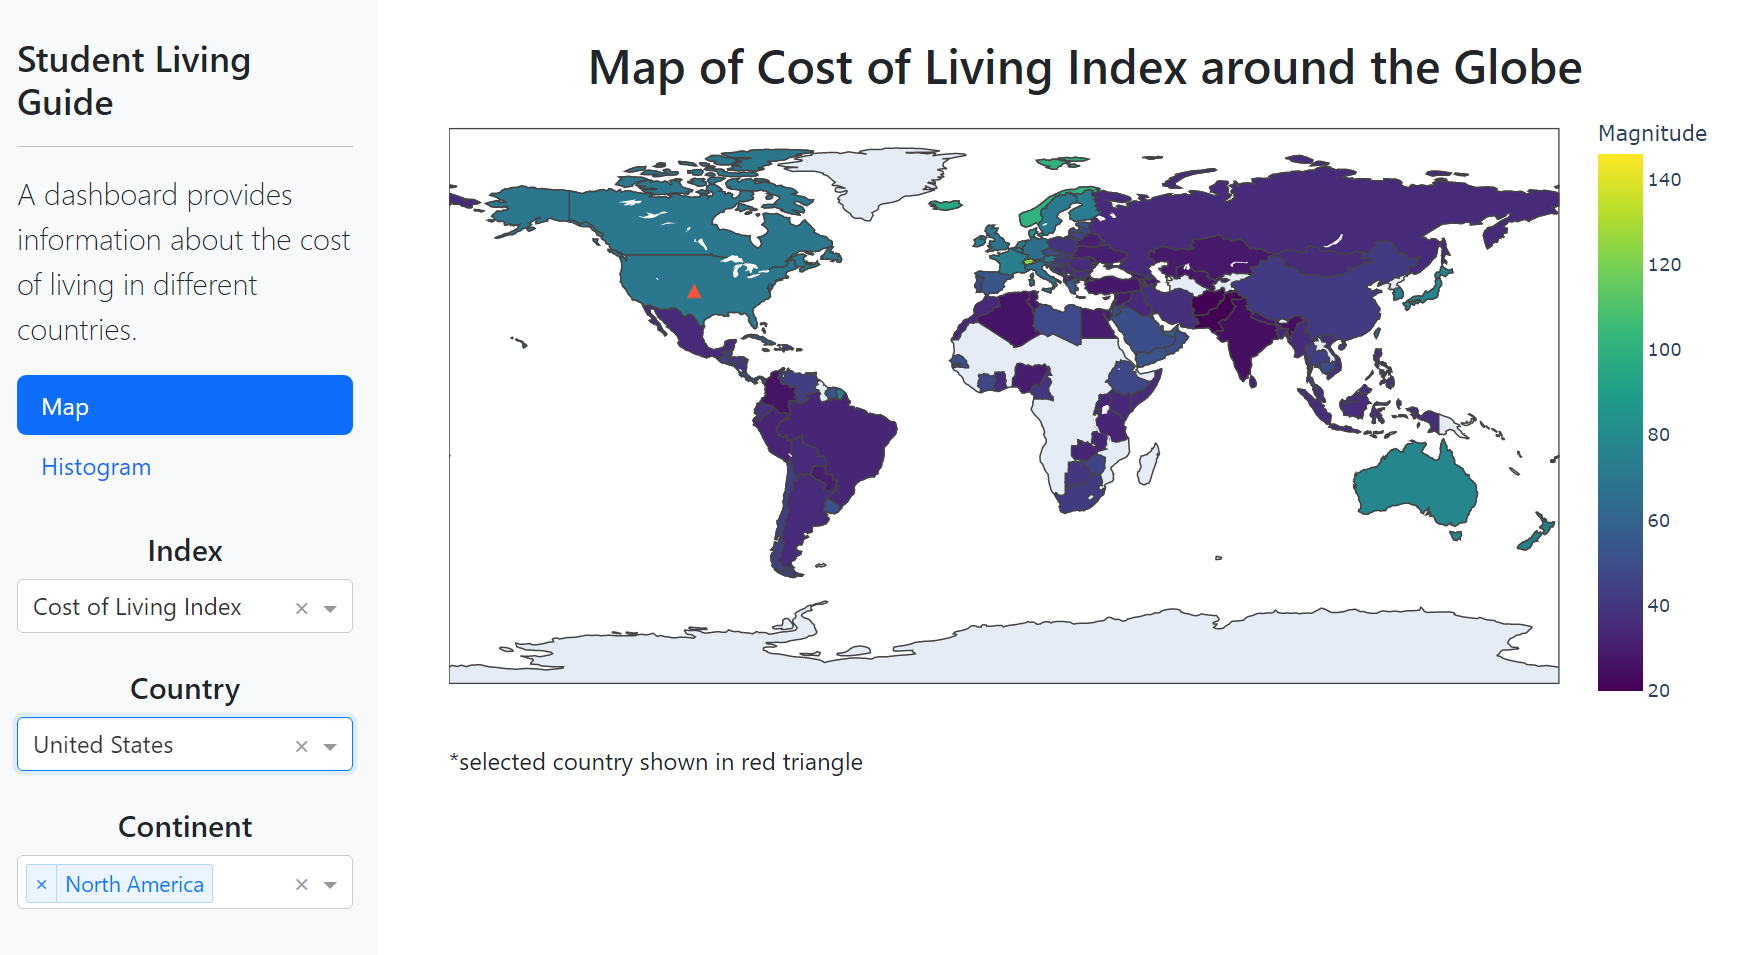 Student Living
Guide
A dashboard provides
information about the cost
of living in different
countries.
Map
Histogram
Index
Cost of Living Index
× 
Country
United States
×
Continent
× North America
×
Map of Cost of Living Index around the Globe
Magnitude
140
120
100
80
60
40
20
*selected country shown in red triangle